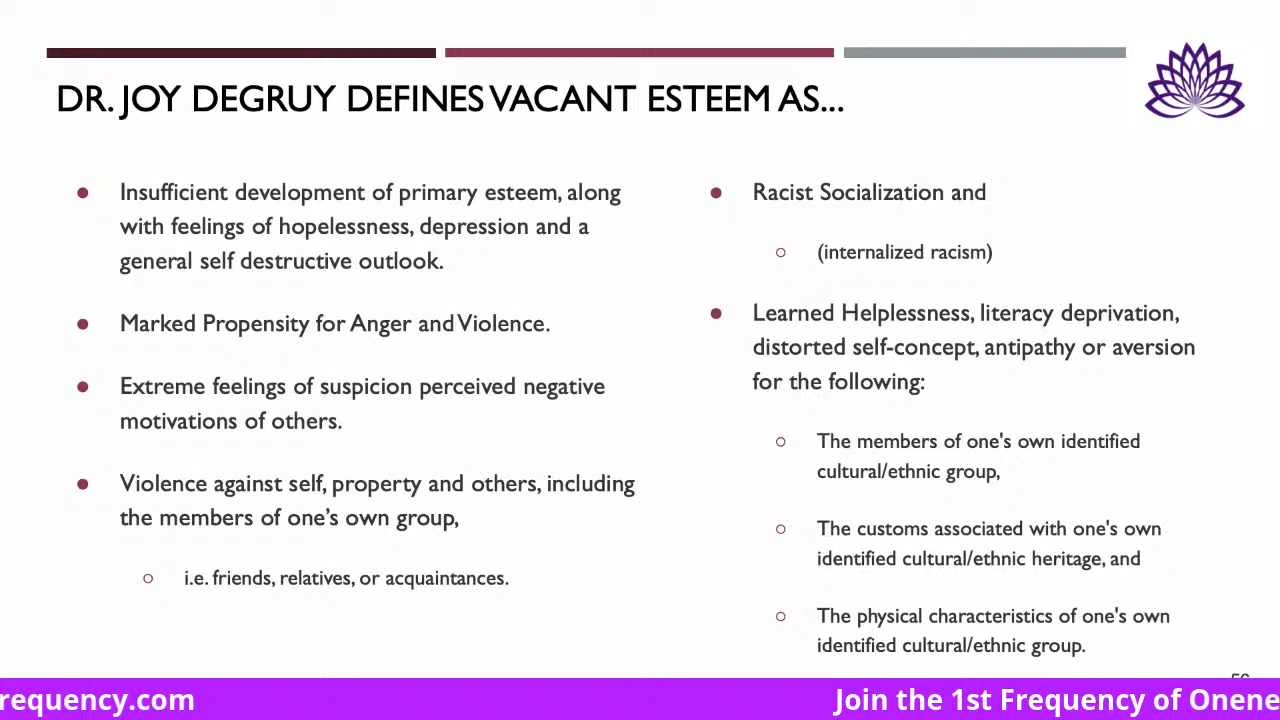 DR. JOY DEGRUY DEFINES VACANT ESTEEM AS...
● Insufficient development of primary esteem, along
with feelings of hopelessness, depression and a
general self destructive outlook.
● Marked Propensity for Anger and Violence.
● Extreme feelings of suspicion perceived negative
motivations of others.
● Violence against self, property and others, including
the members of one’s own group,
○ i.e. friends, relatives, or acquaintances.
● Racist Socialization and
○ (internalized racism)
● Learned Helplessness, literacy deprivation,
distorted self-concept, antipathy or aversion
for the following:
○ The members of one's own identified
cultural/ethnic group,
○ The customs associated with one's own
identified cultural/ethnic heritage, and
○ The physical characteristics of one's own
identified cultural/ethnic group.
requency.com
Join the 1st Frequency of Onene